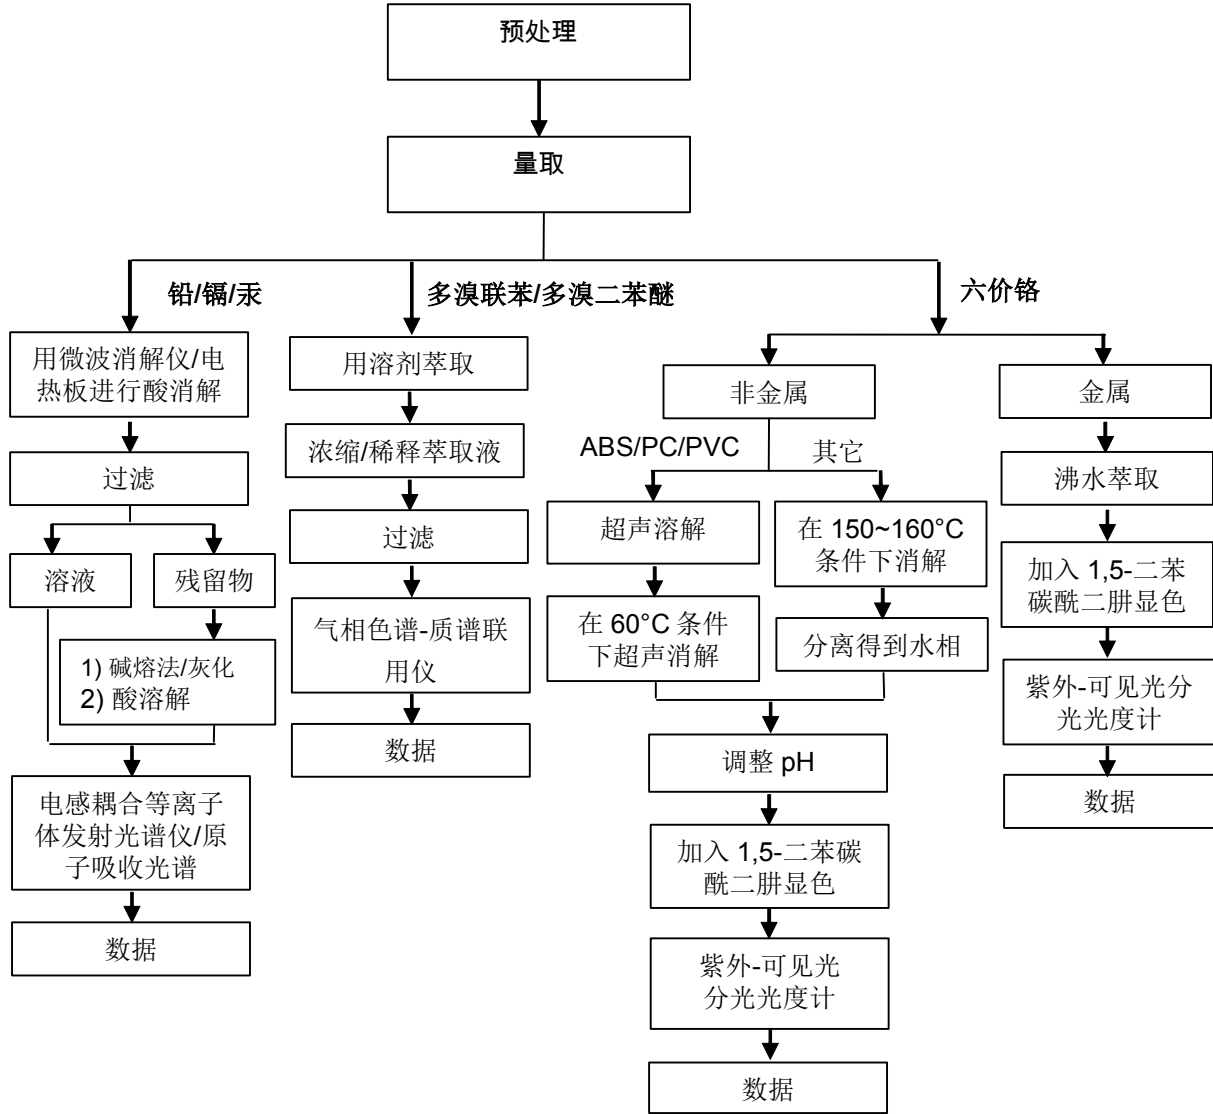 预处理
量取
铅/镉/汞
多溴联苯/多溴二苯醚
六价铬
用微波消解仪/电
热板进行酸消解
过滤
溶液
残留物
1) 碱熔法/灰化
2) 酸溶解
电感耦合等离子
体发射光谱仪/原
子吸收光谱
数据
用溶剂萃取
浓缩/稀释萃取液
过滤
气相色谱-质谱联
用仪
数据
非金属
ABS/PC/PVC
其它
超声溶解
在 60°C 条件
下超声消解
在 150~160°C
条件下消解
分离得到水相
调整 pH
加入 1,5-二苯碳
酰二肼显色
紫外-可见光
分光光度计
数据
金属
沸水萃取
加入 1,5-二苯
碳酰二肼显色
紫外-可见光分
光光度计
数据